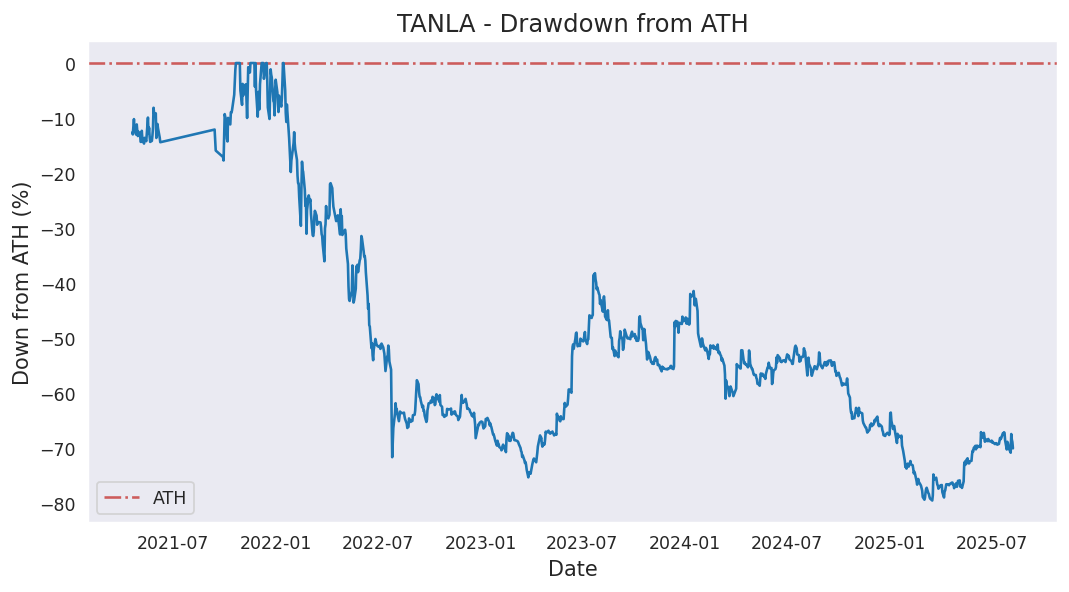 TANLA - Drawdown from ATH
Down from ATH (%)
0
−10
−20
−30
−40
−50
−60
−70
−80
ATH
2021-07 2022-01 2022-07 2023-01 2023-07 2024-01 2024-07 2025-01 2025-07
Date